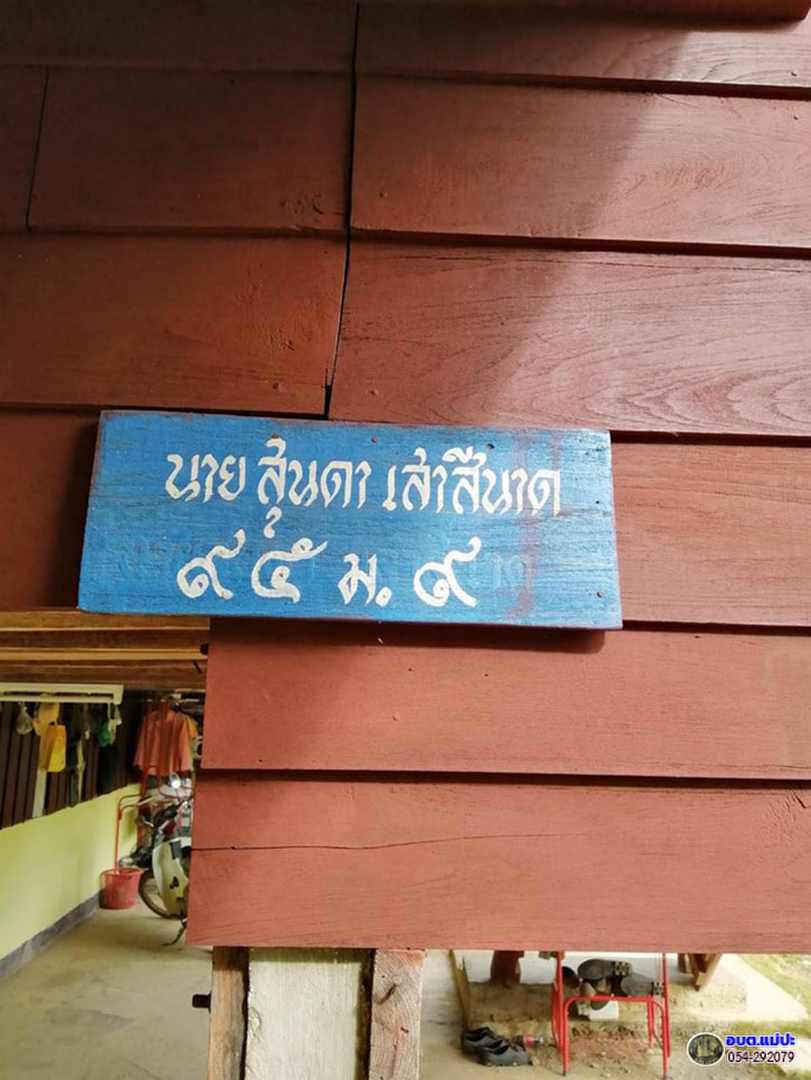 นาย สุนดา เสาสีนาด
๙๕ ม. ๙
อบต.แม่ปะ
054-292079